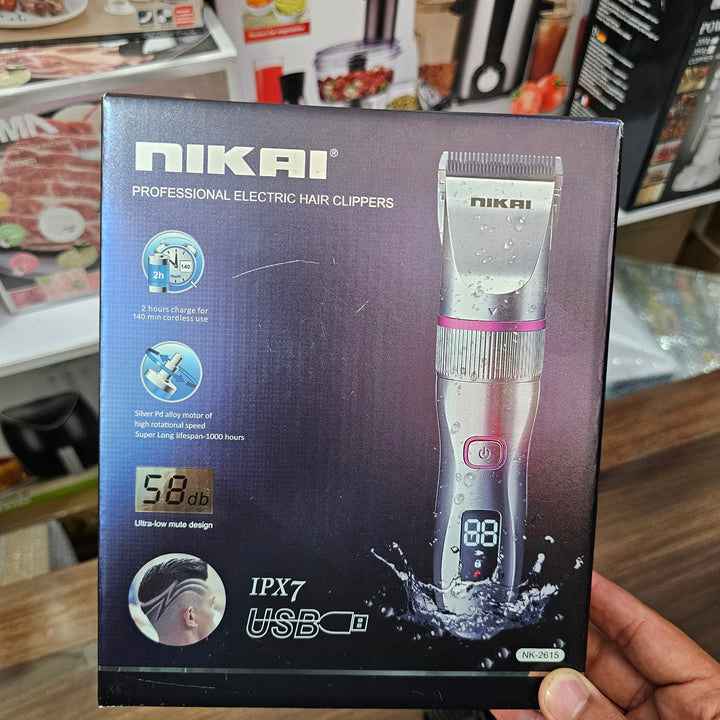 NIKAI®
PROFESSIONAL ELECTRIC HAIR CLIPPERS
NIKAI
2h
140
2 hours charge for
140 min cordless use
Silver Pd alloy motor of
high rotational speed
Super Long lifespan-1000 hours
58db
Ultra-low mute design
88
IPX7
USB
NK-2615